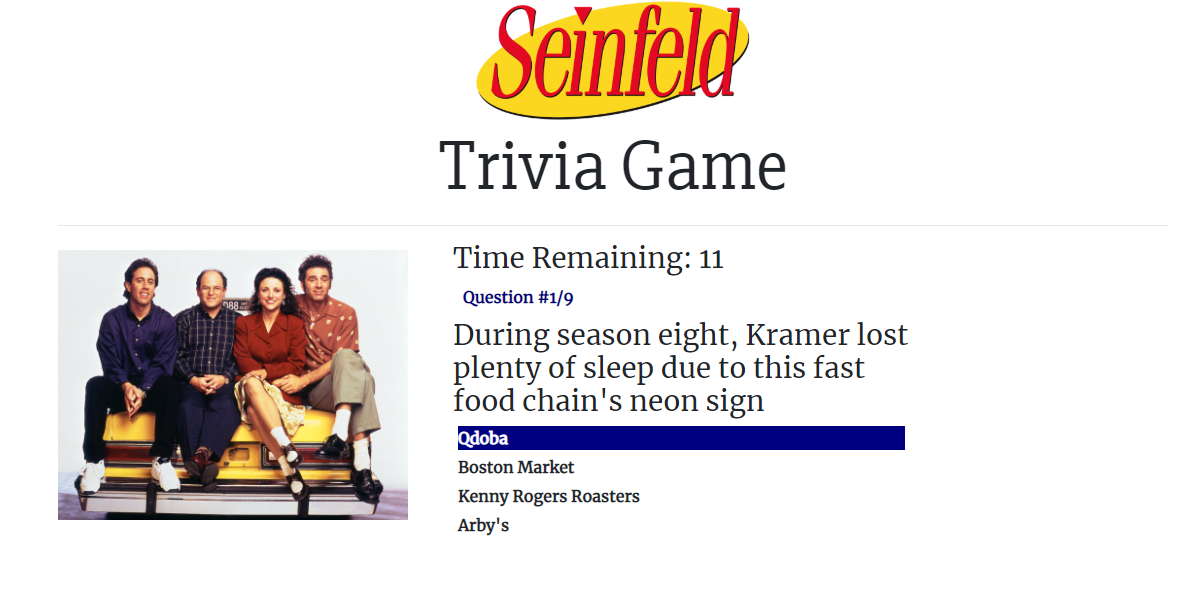 Seinfeld
Trivia Game
Time Remaining: 11
Question #1/9
During season eight, Kramer lost
plenty of sleep due to this fast
food chain's neon sign
Qdoba
Boston Market
Kenny Rogers Roasters
Arby's